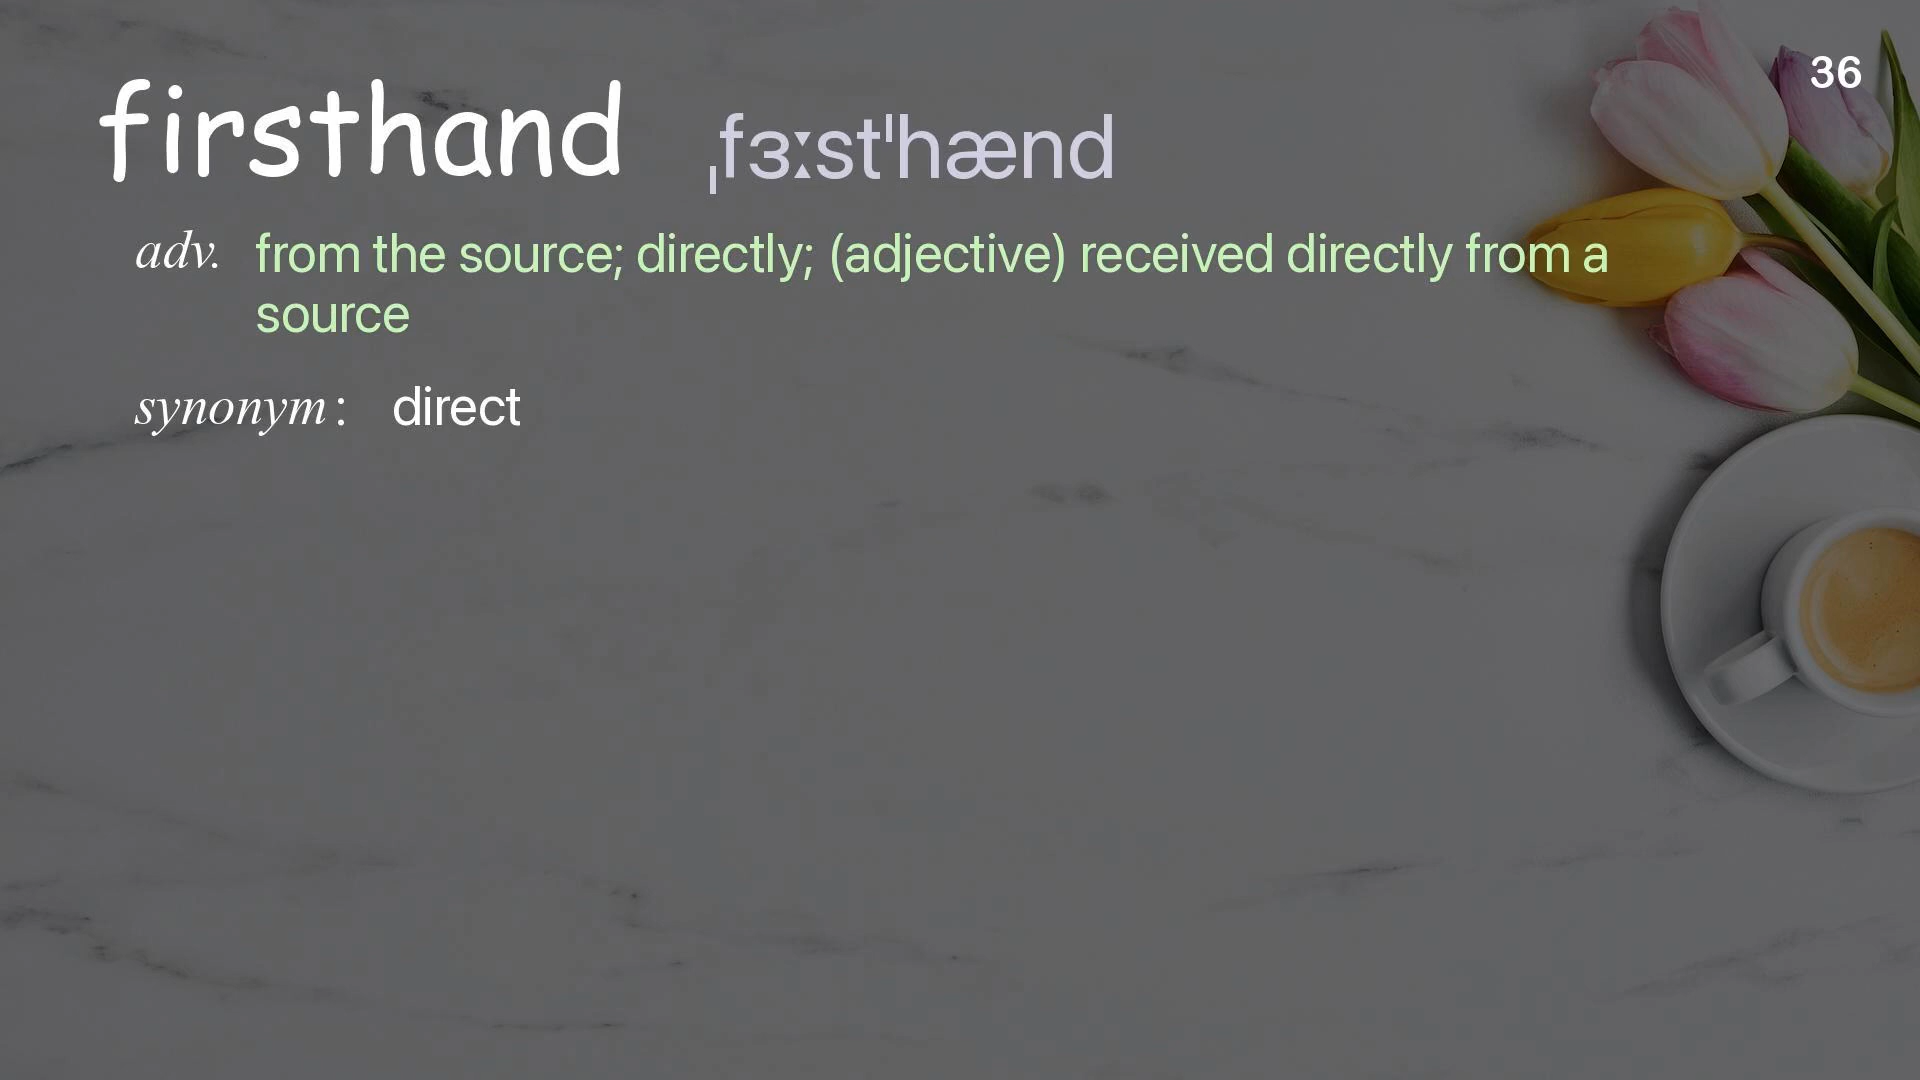 36
firsthand ˌfɜːstˈhænd
adv. from the source; directly; (adjective) received directly from a
source
synonym : direct